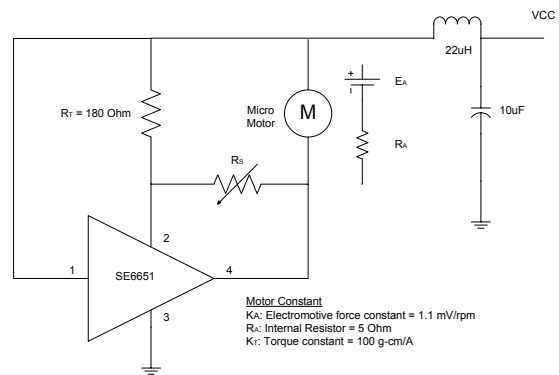 VCC
22uH
EA
RT = 180 Ohm
Micro
Motor
M
10uF
RS
RA
2
1
SE6651
4
3
Motor Constant
KA: Electromotive force constant = 1.1 mV/rpm
RA: Internal Resistor = 5 Ohm
KT: Torque constant = 100 g-cm/A